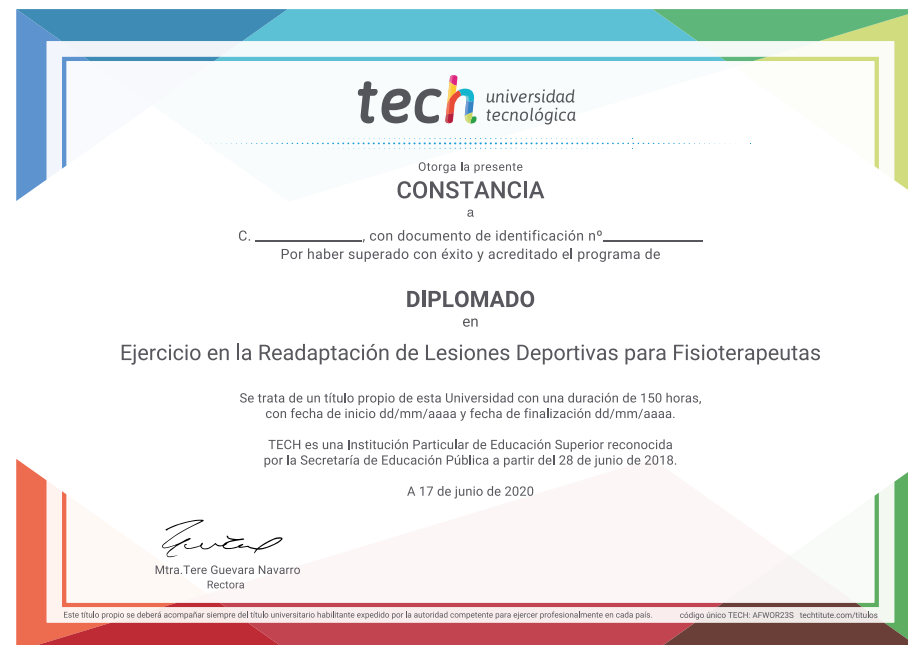 tech universidad
tecnológica
Otorga la presente
CONSTANCIA
a
C. ____________, con documento de identificación nº____________
Por haber superado con éxito y acreditado el programa de
DIPLOMADO
en
Ejercicio en la Readaptación de Lesiones Deportivas para Fisioterapeutas
Se trata de un título propio de esta Universidad con una duración de 150 horas,
con fecha de inicio dd/mm/aaaa y fecha de finalización dd/mm/aaaa.
TECH es una Institución Particular de Educación Superior reconocida
por la Secretaría de Educación Pública a partir del 28 de junio de 2018.
A 17 de junio de 2020
Mtra.Tere Guevara Navarro
Rectora
Este título propio se deberá acompañar siempre del título universitario habilitante expedido por la autoridad competente para ejercer profesionalmente en cada país. código único TECH: AFWOR23S techtitute.com/titulos